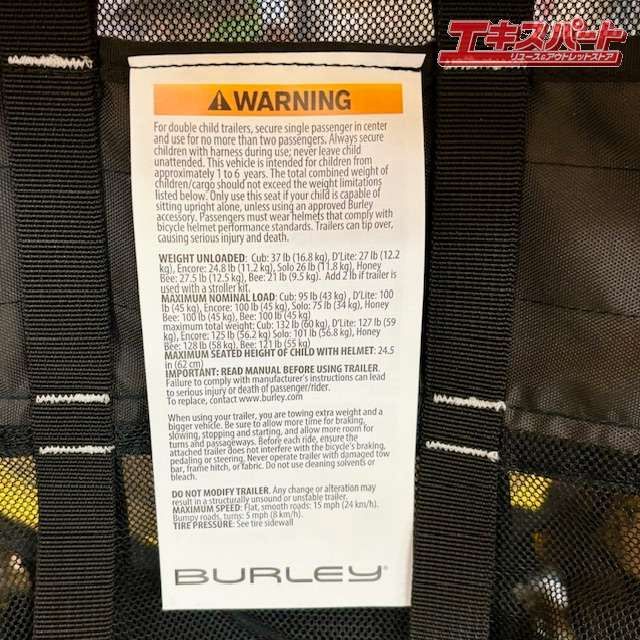 エキスパート
リユース&アウトレットストア
WARNING
For double child trailers, secure single passenger in center
and use for no more than two passengers. Always secure
children with harness during use; never leave child
unattended. This vehicle is intended for children from
approximately 1 to 6 years. The total combined weight of
children/cargo should not exceed the weight limitations
listed below. Only use this seat if your child is capable of
sitting upright alone, unless using an approved Burley
accessory. Passengers must wear helmets that comply with
bicycle helmet performance standards. Trailers can tip over,
causing serious injury and death.
WEIGHT UNLOADED: Cub: 37 lb (16.8 kg), D'Lite: 27 lb (12.2
kg), Encore: 24.8 lb (11.2 kg), Solo 26 lb (11.8 kg), Honey
Bee: 27.5 lb (12.5 kg), Bee: 21 lb (9.5 kg). Add 2 lb if trailer is
used with a stroller kit.
MAXIMUM NOMINAL LOAD: Cub: 95 lb (43 kg) , D'Lite: 100
lb (45 kg), Encore: 100 lb (45 kg), Solo: 75 lb (34 kg), Honey
Bee: 100 lb (45 kg), Bee: 100 lb (45 kg)
maximum total weight: Cub: 132 lb (60 kg), D'Lite: 127 lb (59
kg), Encore: 125 lb (56.2 kg) Solo: 101 lb (56.8 kg), Honey
Bee: 128 lb (58 kg), Bee: 121 lb (55 kg)
MAXIMUM SEATED HEIGHT OF CHILD WITH HELMET: 24.5
in (62 cm)
IMPORTANT: READ MANUAL BEFORE USING TRAILER.
Failure to comply with manufacturer's instructions can lead
to serious injury or death of passenger/rider.
To replace, contact www.burley.com
When using your trailer, you are towing extra weight and a
bigger vehicle. Be sure to allow more time for braking,
slowing, stopping and starting, and allow more room for
turns and passageways. Before each ride, ensure the
attached trailer does not interfere with the bicycle's braking,
pedaling or steering. Never operate trailer with damaged tow
bar, frame hitch, or fabric. Do not use cleaning solvents or
bleach.
DO NOT MODIFY TRAILER. Any change or alteration may
result in a structurally unsound or unstable trailer.
MAXIMUM SPEED: Flat, smooth roads: 15 mph (24 km/h).
Bumpy roads, turns: 5 mph (8 km/h).
TIRE PRESSURE: See tire sidewall
BURLEY